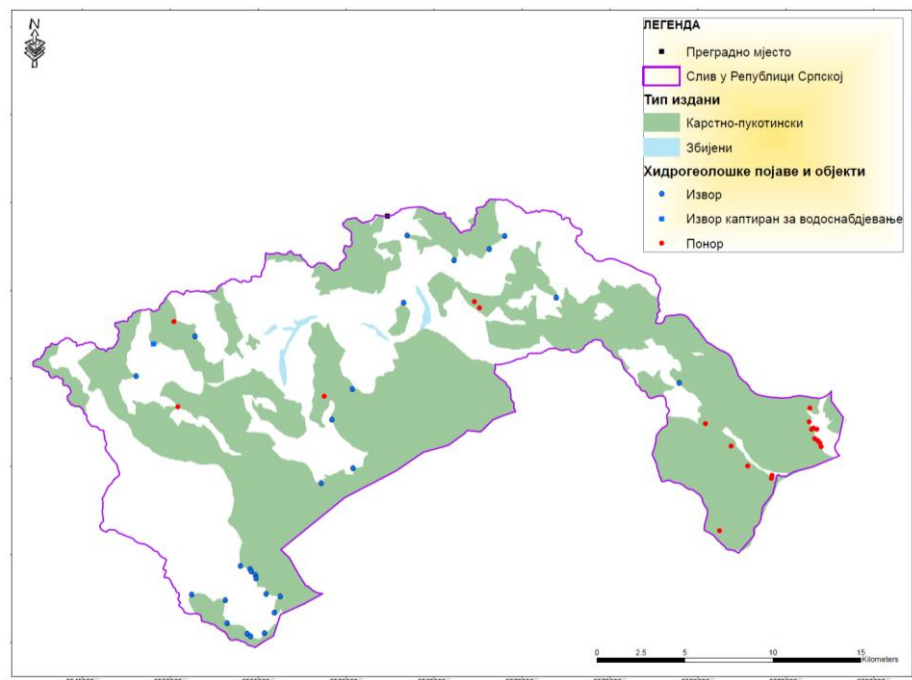 N
ЛЕГЕНДА
Преградно мјесто
Слив у Републици Српској
Тип издани
Карстно-пукотински
Збијени
Хидрогеолошке појаве и објекти
Извор
Извор каптиран за водоснабдјевање
Понор
0 2.5 5 10 15
Kilometers